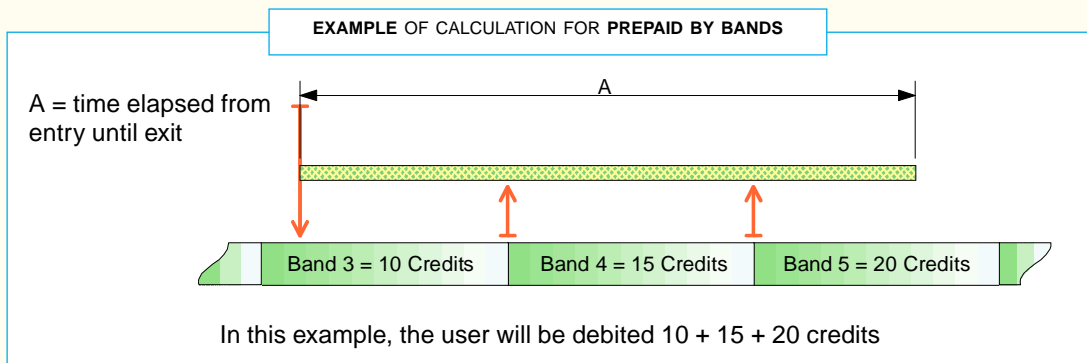 EXAMPLE OF CALCULATION FOR PREPAID BY BANDS
A
A = time elapsed from
entry until exit
Band 3 = 10 Credits
Band 4 = 15 Credits
Band 5 = 20 Credits
In this example, the user will be debited 10 + 15 + 20 credits